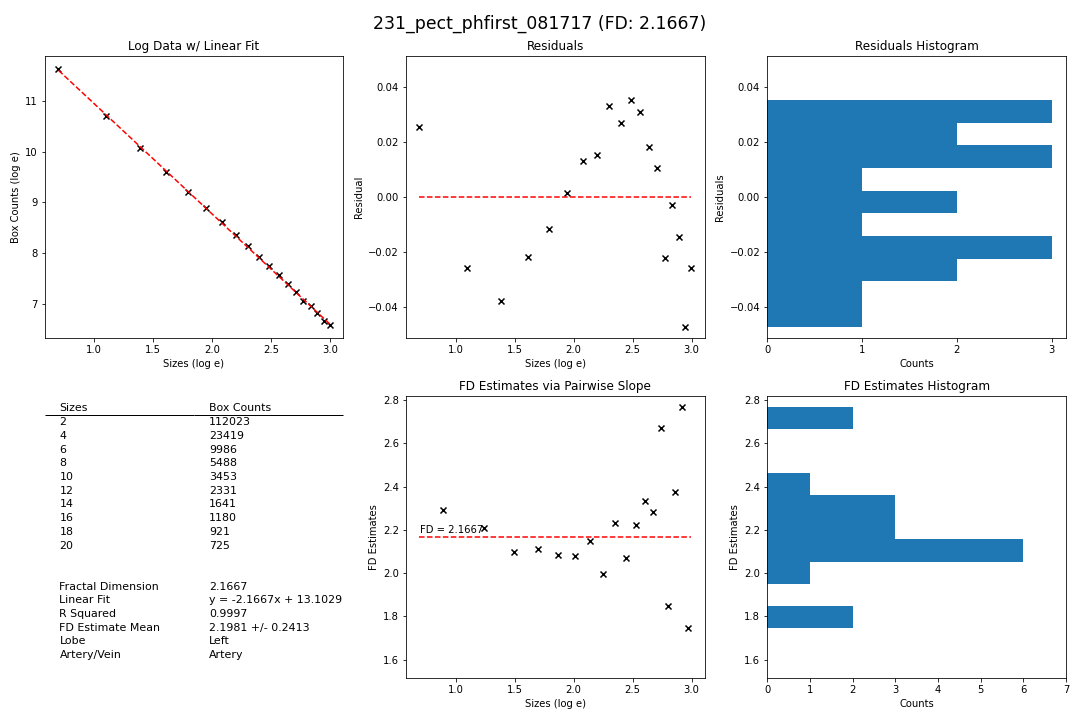 231_pect_phfirst_081717 (FD: 2.1667)
Log Data w/ Linear Fit
Box Counts (log e)
11
10
9
8
7
1.0 1.5 2.0 2.5 3.0
Sizes (log e)
Residuals
Residual
0.04
0.02
0.00
−0.02
−0.04
1.0 1.5 2.0 2.5 3.0
Sizes (log e)
Residuals Histogram
Residuals
0.04
0.02
0.00
−0.02
−0.04
0 1 2 3
Counts
Sizes Box Counts
2 112023
4 23419
6 9986
8 5488
10 3453
12 2331
14 1641
16 1180
18 921
20 725
Fractal Dimension 2.1667
Linear Fit y = -2.1667x + 13.1029
R Squared 0.9997
FD Estimate Mean 2.1981 +/- 0.2413
Lobe Left
Artery/Vein Artery
FD Estimates via Pairwise Slope
FD Estimates
2.8
2.6
2.4
2.2
2.0
1.8
1.6
FD = 2.1667
1.0 1.5 2.0 2.5 3.0
Sizes (log e)
FD Estimates Histogram
FD Estimates
2.8
2.6
2.4
2.2
2.0
1.8
1.6
0 1 2 3 4 5 6 7
Counts